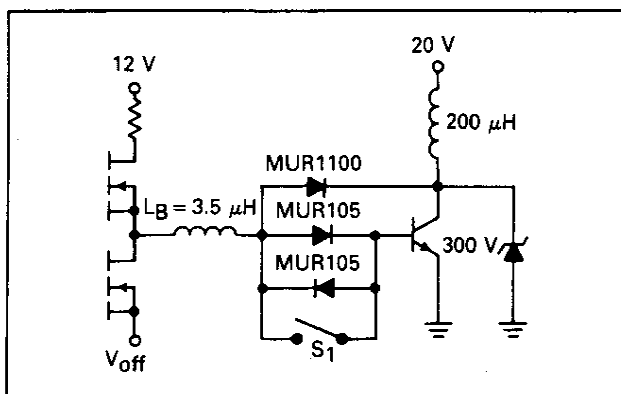 20 V
12 V
200 μH
MUR1100
L_B = 3.5 μH
MUR105
300 V
MUR105
S₁
V_off